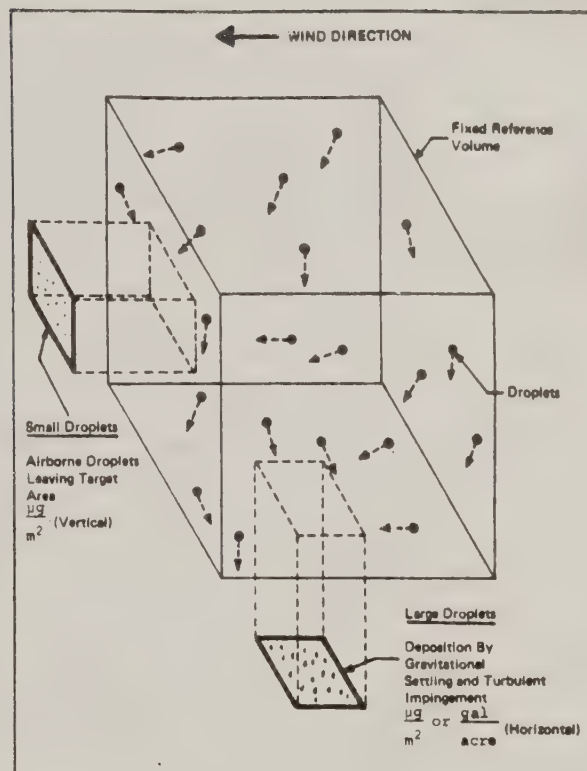 WIND DIRECTION
Fixed Reference
Volume
Droplets
Small Droplets
Airborne Droplets
Leaving Target
Area
µg
m² (Vertical)
Large Droplets
Deposition By
Gravitational
Settling and Turbulent
Impingement
µg or gal
m² acre (Horizontal)